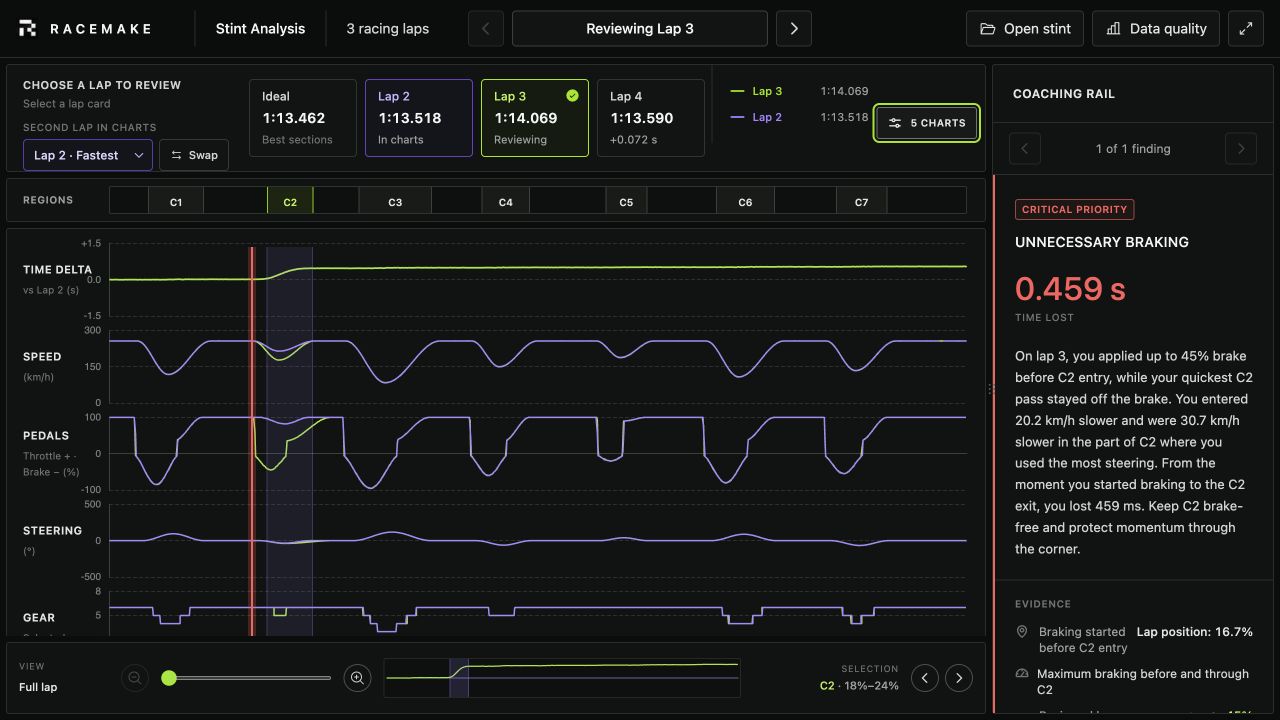 RACEMAKE
Stint Analysis
3 racing laps
Reviewing Lap 3
Open stint
Data quality
CHOOSE A LAP TO REVIEW
Select a lap card
SECOND LAP IN CHARTS
Lap 2 · Fastest
Swap
Ideal
1:13.462
Best sections
Lap 2
1:13.518
In charts
Lap 3
1:14.069
Reviewing
Lap 4
1:13.590
+0.072 s
Lap 3 1:14.069
Lap 2 1:13.518
5 CHARTS
REGIONS
C1
C2
C3
C4
C5
C6
C7
TIME DELTA
vs Lap 2 (s)
+1.5
0.0
-1.5
SPEED
(km/h)
300
150
0
PEDALS
Throttle + ·
Brake − (%)
100
0
-100
STEERING
(°)
500
0
-500
GEAR
8
5
VIEW
Full lap
SELECTION
C2 · 18%–24%
COACHING RAIL
1 of 1 finding
CRITICAL PRIORITY
UNNECESSARY BRAKING
0.459 s
TIME LOST
On lap 3, you applied up to 45% brake
before C2 entry, while your quickest C2
pass stayed off the brake. You entered
20.2 km/h slower and were 30.7 km/h
slower in the part of C2 where you
used the most steering. From the
moment you started braking to the C2
exit, you lost 459 ms. Keep C2 brake-
free and protect momentum through
the corner.
EVIDENCE
Braking started Lap position: 16.7%
before C2 entry
Maximum braking before and through
C2